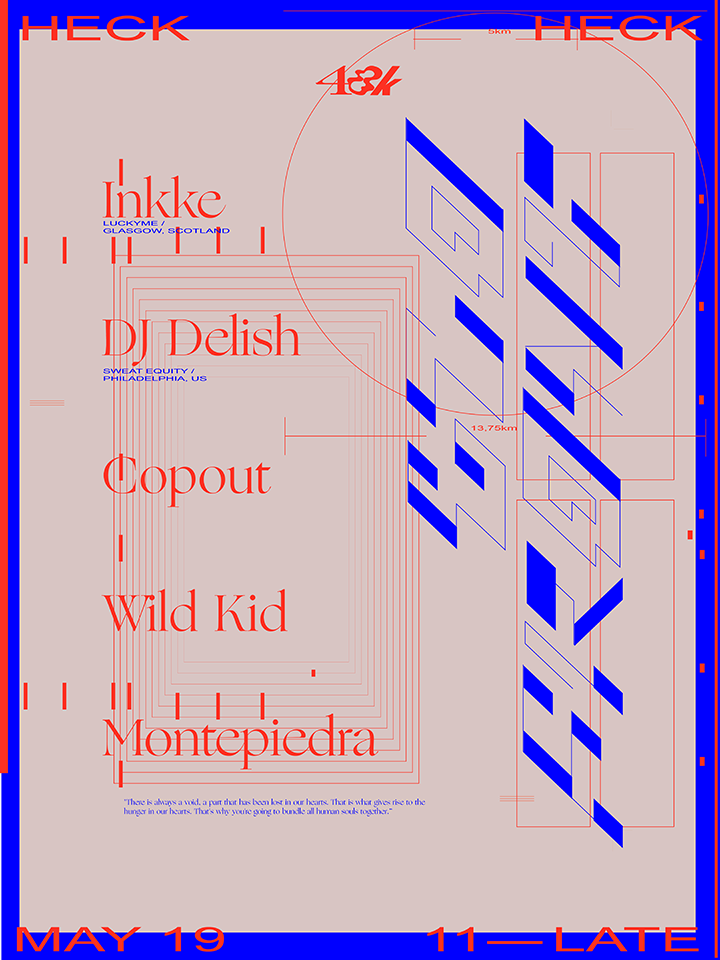 HECK
HECK
5km
48k
Inkke
LUCKYME /
GLASGOW, SCOTLAND
DJ Delish
SWEAT EQUITY /
PHILADELPHIA, US
13,75km
Copout
Wild Kid
Montepiedra
"There is always a void, a part that has been lost in our hearts. That is what gives rise to the
hunger in our hearts. That's why you're going to bundle all human souls together."
MAY 19
11—LATE